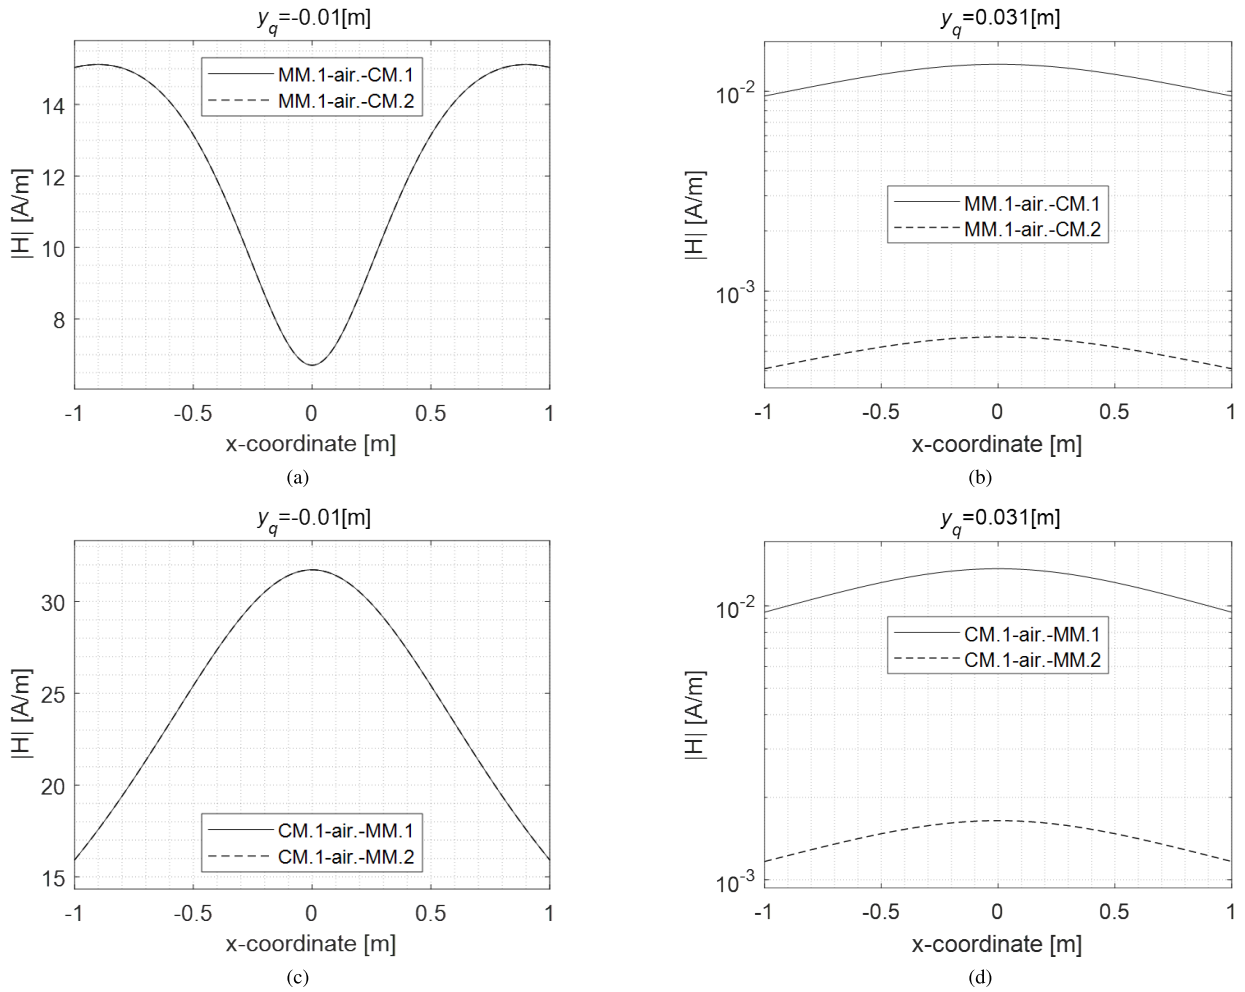 y_q=-0.01[m]
MM.1-air.-CM.1
MM.1-air.-CM.2
14
12
10
8
|H| [A/m]
-1 -0.5 0 0.5 1
x-coordinate [m]
(a)
y_q=0.031[m]
10^-2
MM.1-air.-CM.1
MM.1-air.-CM.2
10^-3
|H| [A/m]
-1 -0.5 0 0.5 1
x-coordinate [m]
(b)
y_q=-0.01[m]
30
25
20
15
|H| [A/m]
CM.1-air.-MM.1
CM.1-air.-MM.2
-1 -0.5 0 0.5 1
x-coordinate [m]
(c)
y_q=0.031[m]
10^-2
CM.1-air.-MM.1
CM.1-air.-MM.2
10^-3
|H| [A/m]
-1 -0.5 0 0.5 1
x-coordinate [m]
(d)